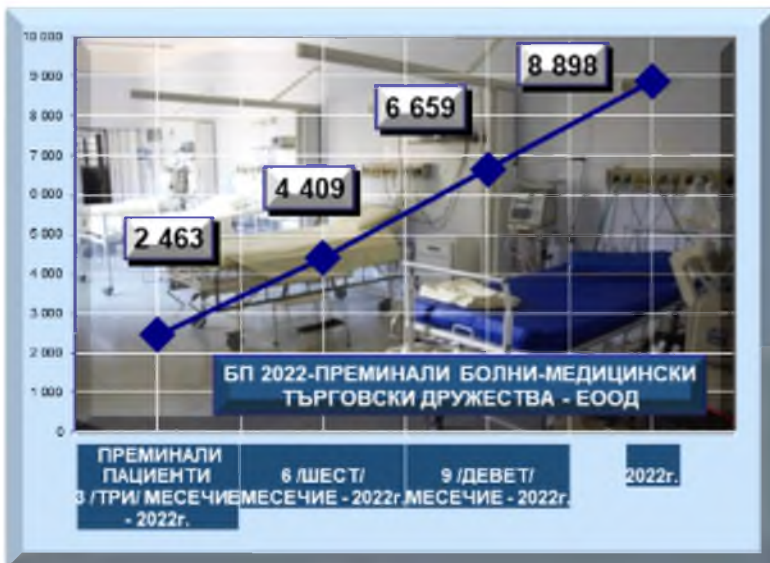 10 000
9 000
8 000
7 000
6 000
5 000
4 000
3 000
2 000
1 000
0
2 463
4 409
6 659
8 898
БП 2022-ПРЕМИНАЛИ БОЛНИ-МЕДИЦИНСКИ
ТЪРГОВСКИ ДРУЖЕСТВА - ЕООД
ПРЕМИНАЛИ
ПАЦИЕНТИ
3 /ТРИ/ МЕСЕЧИЕ
- 2022г.
6 /ШЕСТ/
МЕСЕЧИЕ - 2022г.
9 /ДЕВЕТ/
МЕСЕЧИЕ - 2022г.
2022г.